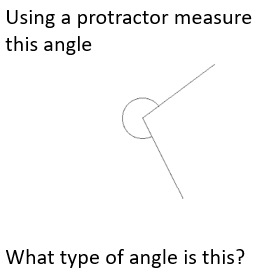 Using a protractor measure
this angle
What type of angle is this?